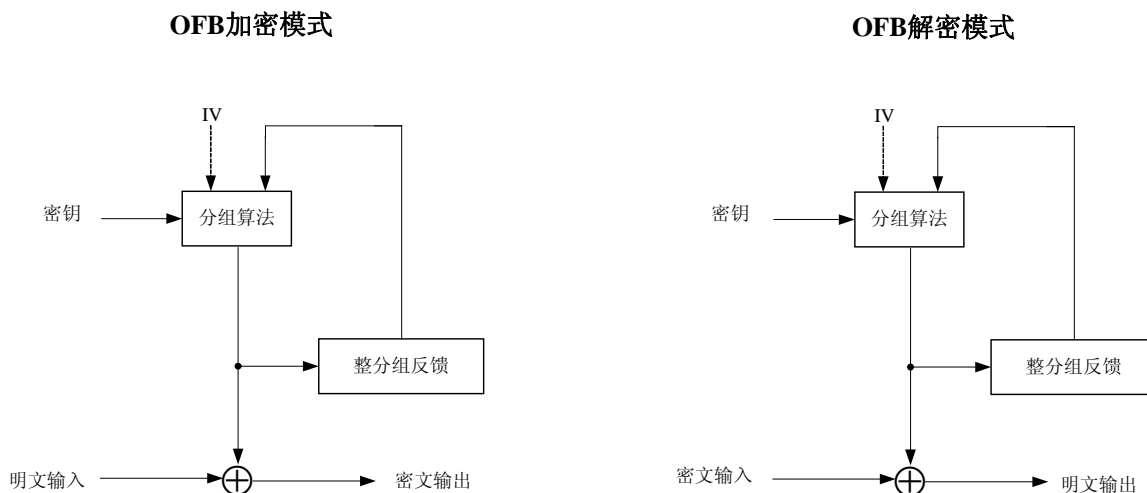 OFB加密模式
OFB解密模式
IV
IV
密钥
分组算法
密钥
分组算法
整分组反馈
整分组反馈
明文输入
密文输出
密文输入
明文输出